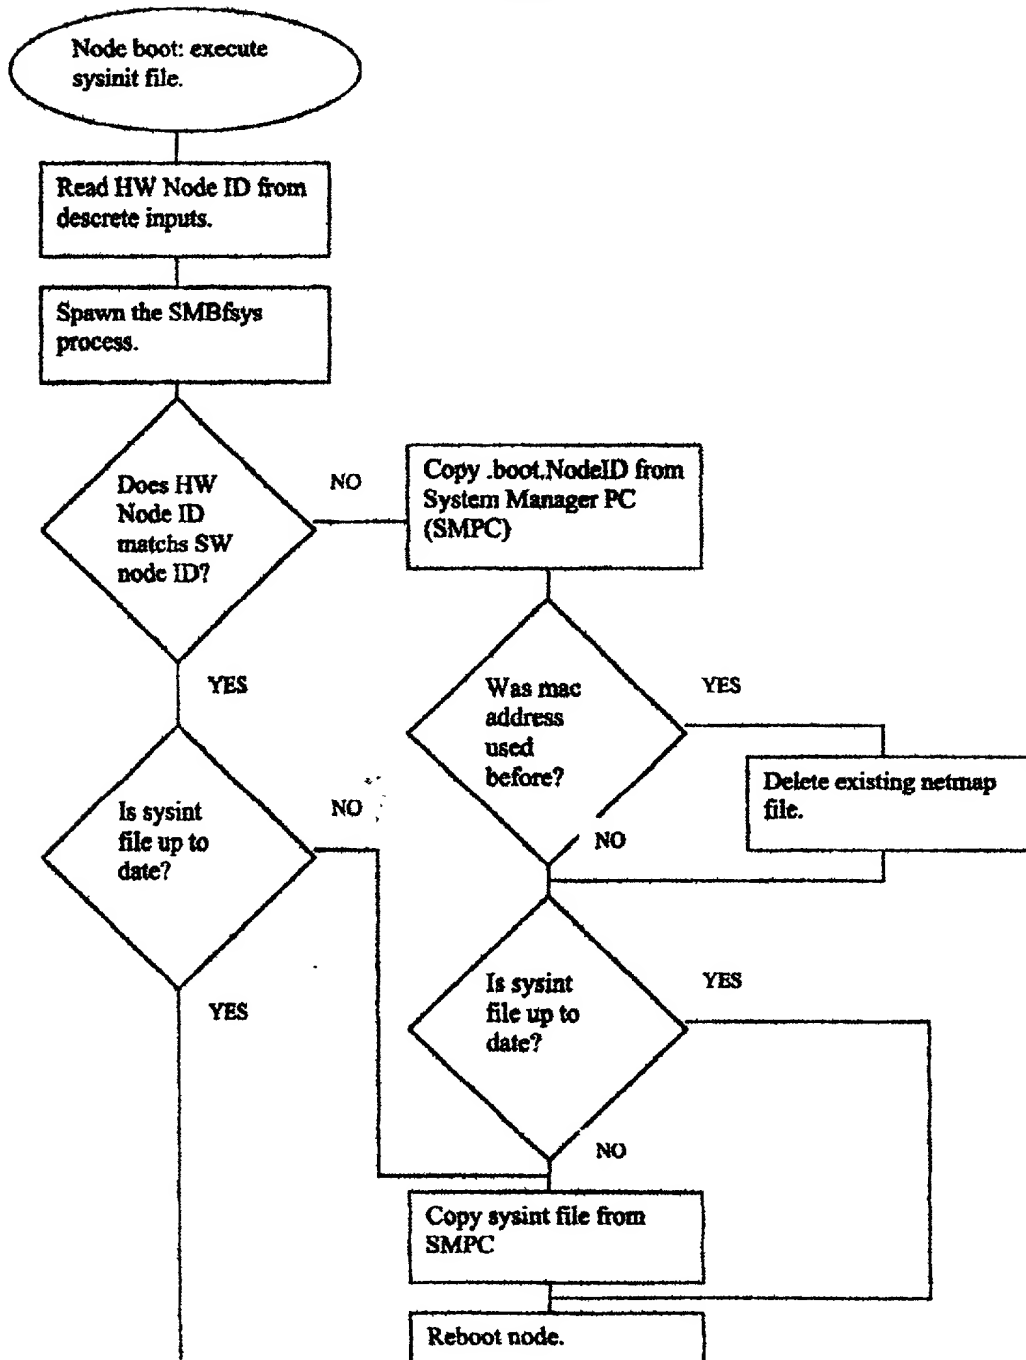 Node boot: execute
sysinit file.
Read HW Node ID from
descrete inputs.
Spawn the SMBfsys
process.
Does HW
Node ID
matchs SW
node ID?
NO
Copy .boot.NodeID from
System Manager PC
(SMPC)
YES
Was mac
address
used
before?
YES
Delete existing netmap
file.
NO
Is sysint
file up to
date?
NO
YES
Is sysint
file up to
date?
YES
NO
Copy sysint file from
SMPC
Reboot node.